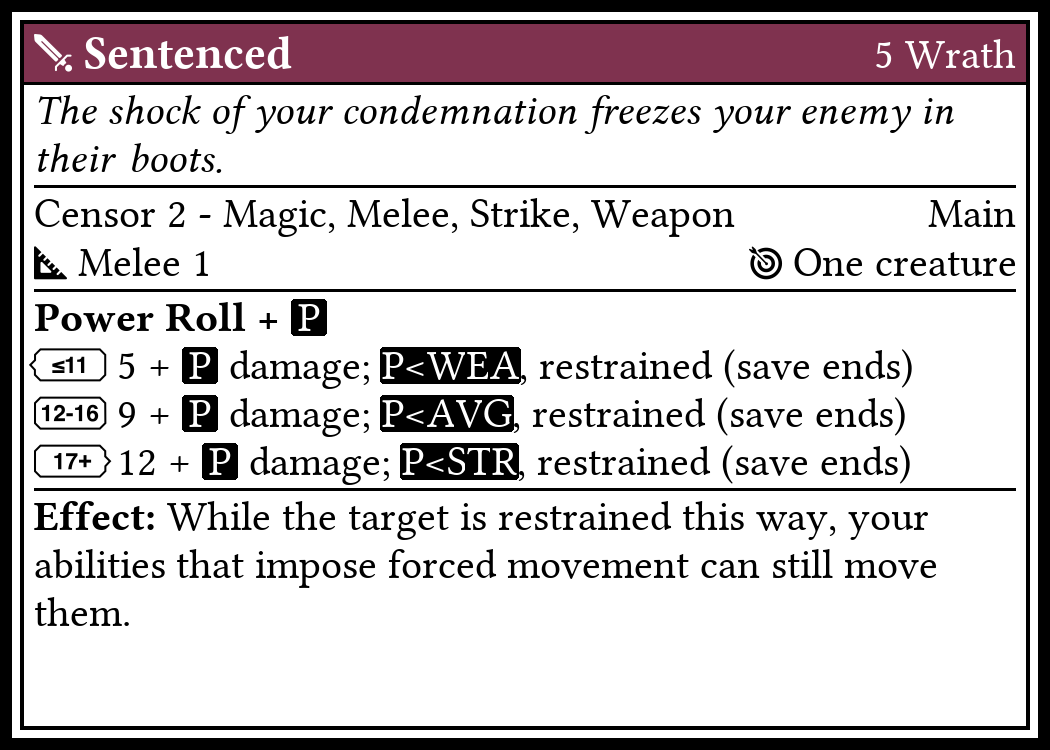 Sentenced 5 Wrath
The shock of your condemnation freezes your enemy in
their boots.
Censor 2 - Magic, Melee, Strike, Weapon Main
Melee 1 One creature
Power Roll + P
≤11 5 + P damage; P<WEA, restrained (save ends)
12-16 9 + P damage; P<AVG, restrained (save ends)
17+ 12 + P damage; P<STR, restrained (save ends)
Effect: While the target is restrained this way, your
abilities that impose forced movement can still move
them.